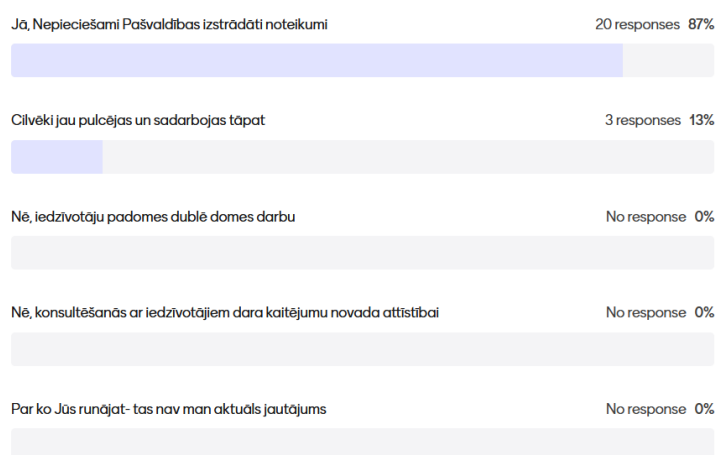 Jā, Nepieciešami Pašvaldības izstrādāti noteikumi 20 responses 87%
Cilvēki jau pulcējas un sadarbojas tāpat 3 responses 13%
Nē, iedzīvotāju padomes dublē domes darbu No response 0%
Nē, konsultēšanās ar iedzīvotājiem dara kaitējumu novada attīstībai No response 0%
Par ko Jūs runājat- tas nav man aktuāls jautājums No response 0%